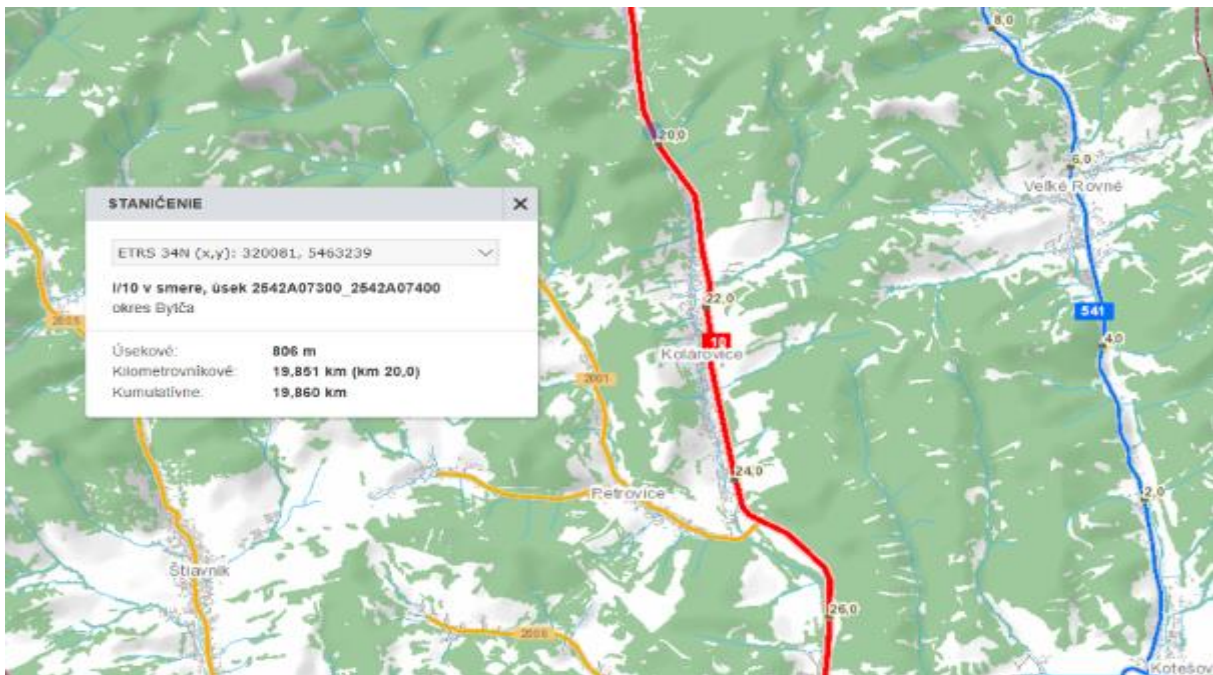 8,0
20,0
6,0
Veľké Rovné
STANIČENIE
ETRS 34N (x,y): 320081, 5463239
I/10 v smere, úsek 2542A07300_2542A07400
okres Bytča
Úsekové: 806 m
Kilometrovníkové: 19,851 km (km 20,0)
Kumulatívne: 19,860 km
22,0
541
10
4,0
Kolárovice
2001
24,0
Petrovice
2,0
Štiavnik
26,0
2008
Kotešov